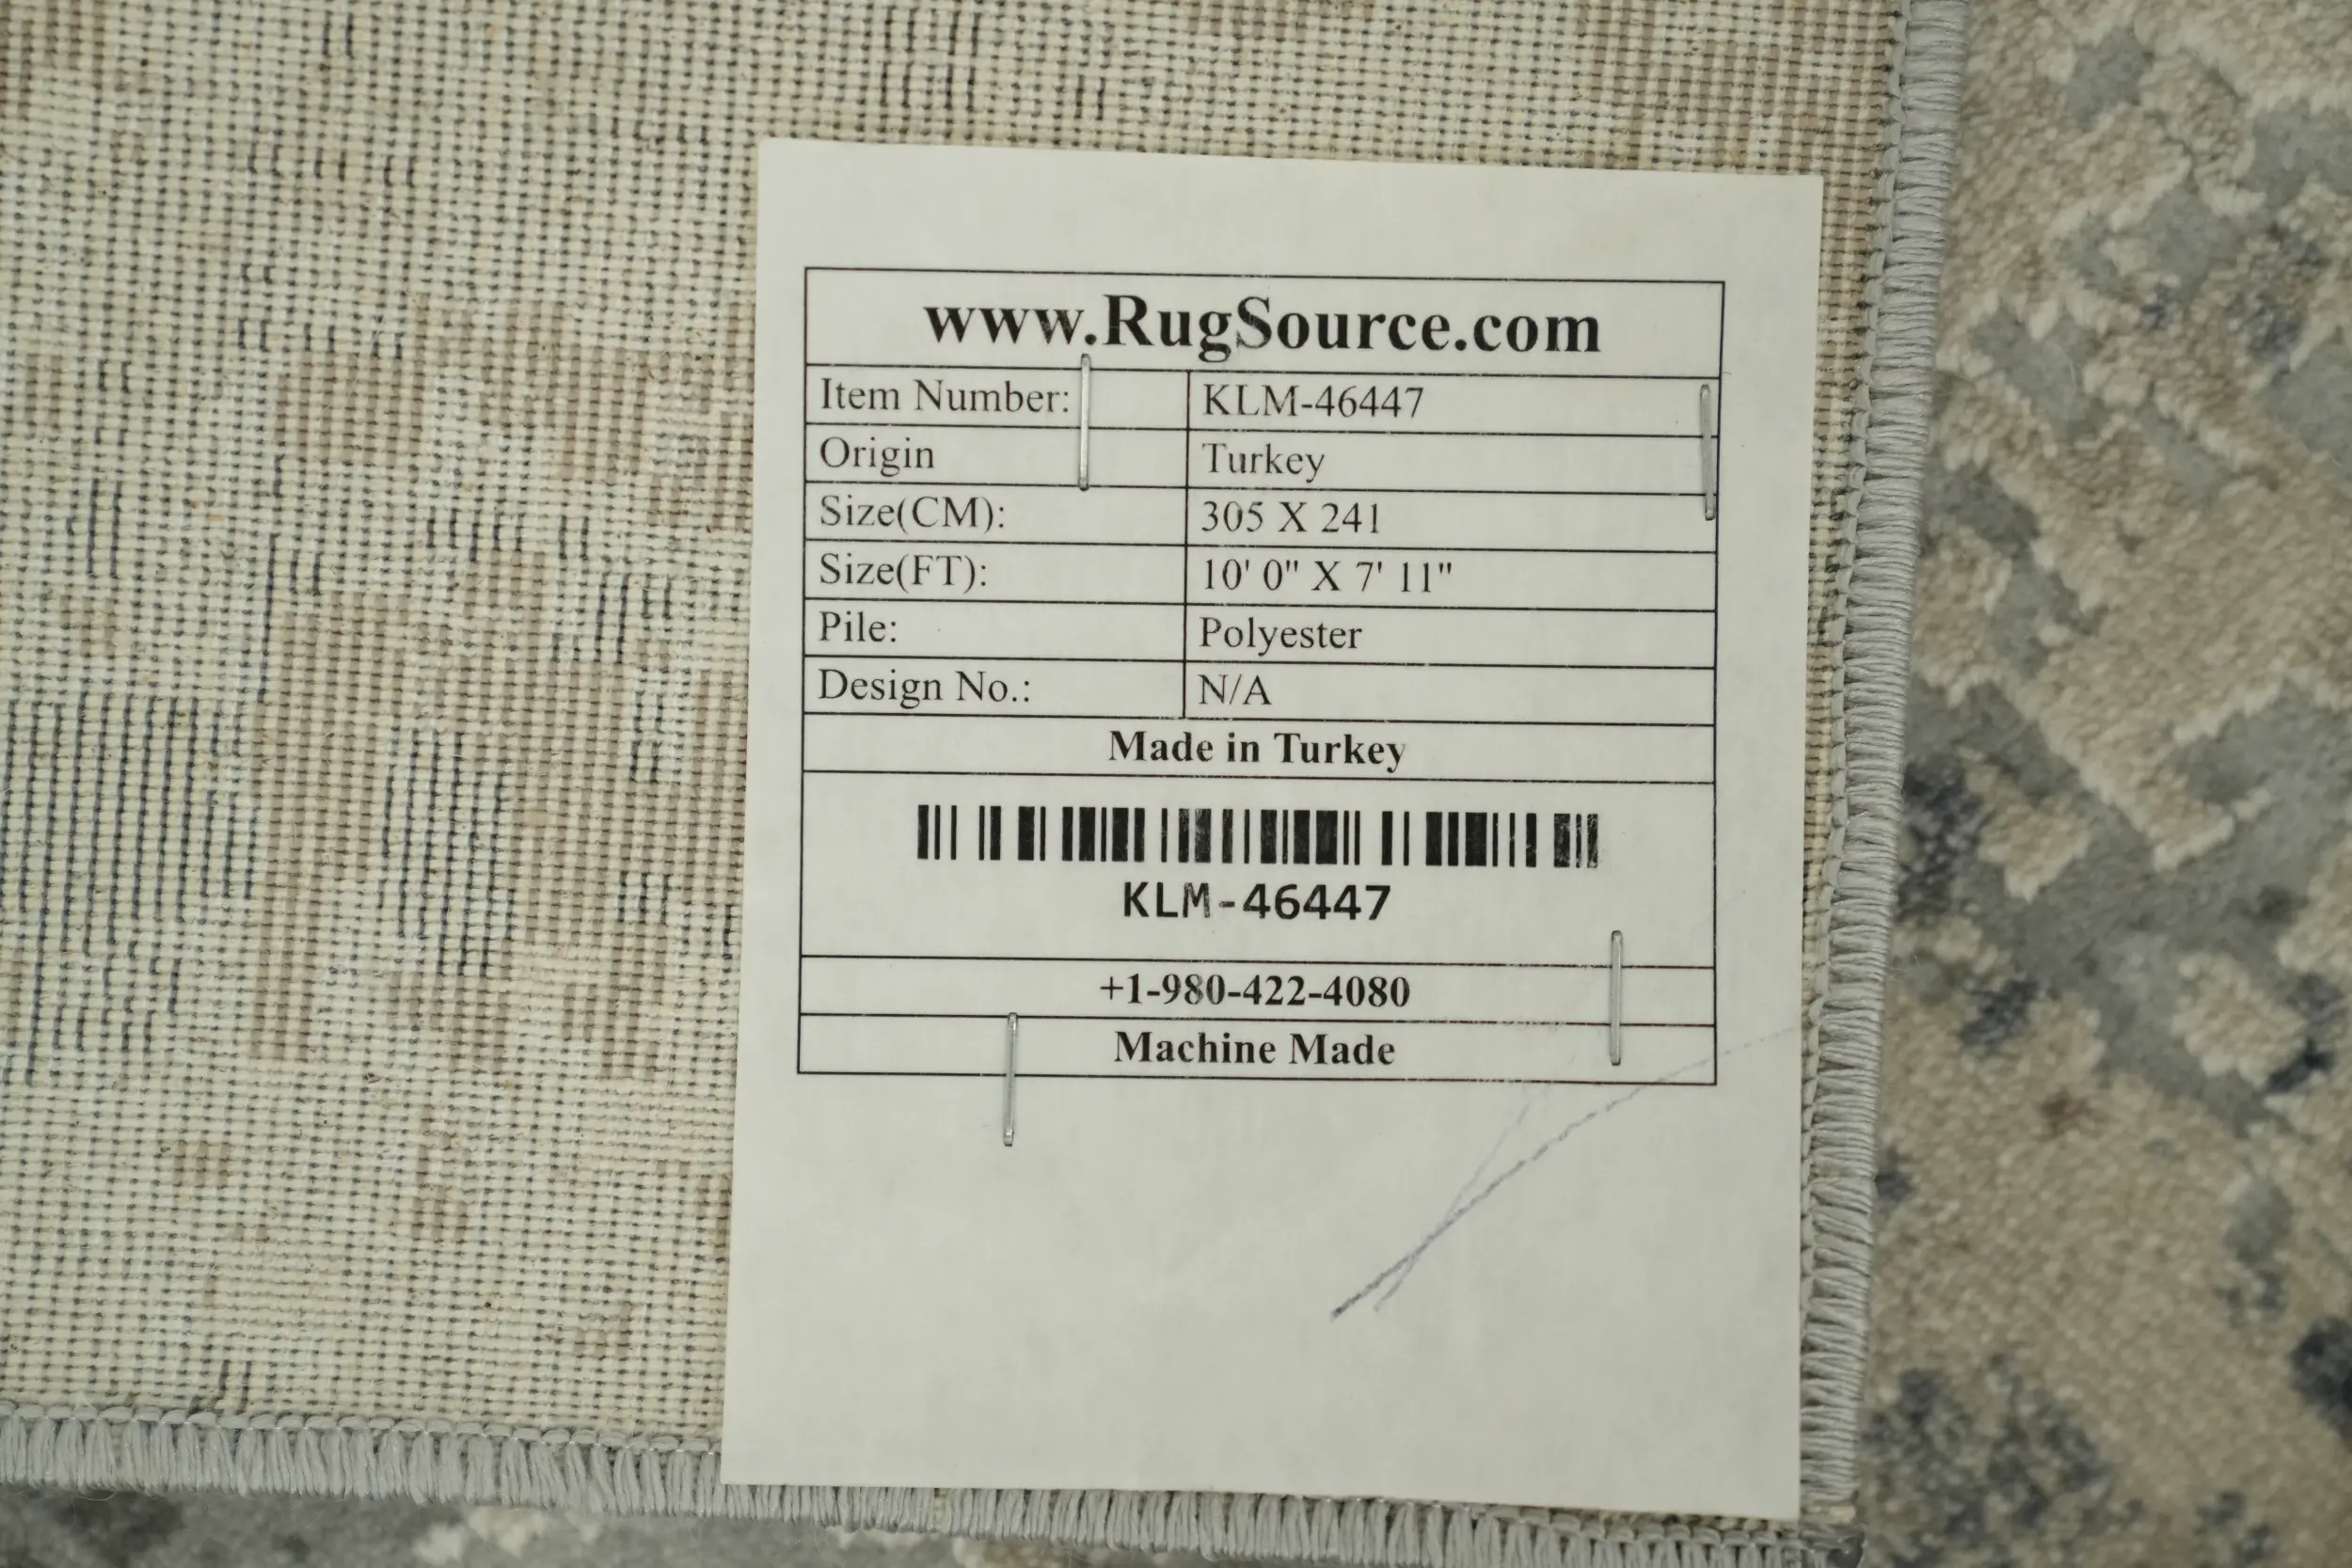 www.RugSource.com
Item Number: KLM-46447
Origin Turkey
Size(CM): 305 X 241
Size(FT): 10' 0" X 7' 11"
Pile: Polyester
Design No.: N/A
Made in Turkey
KLM-46447
+1-980-422-4080
Machine Made